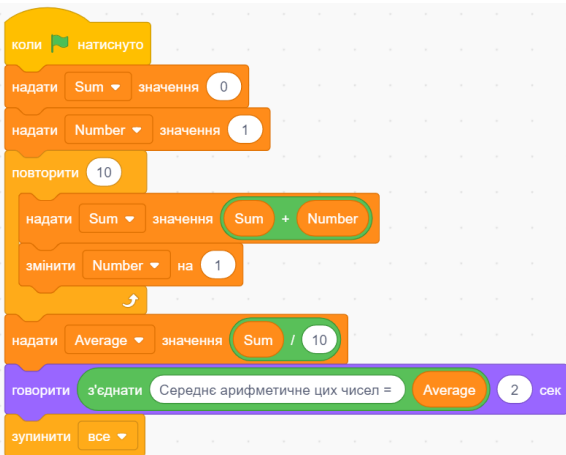 коли натиснуто
надати Sum значення 0
надати Number значення 1
повторити 10
надати Sum значення Sum + Number
змінити Number на 1
надати Average значення Sum / 10
говорити з'єднати Середнє арифметичне цих чисел = Average 2 сек
зупинити все